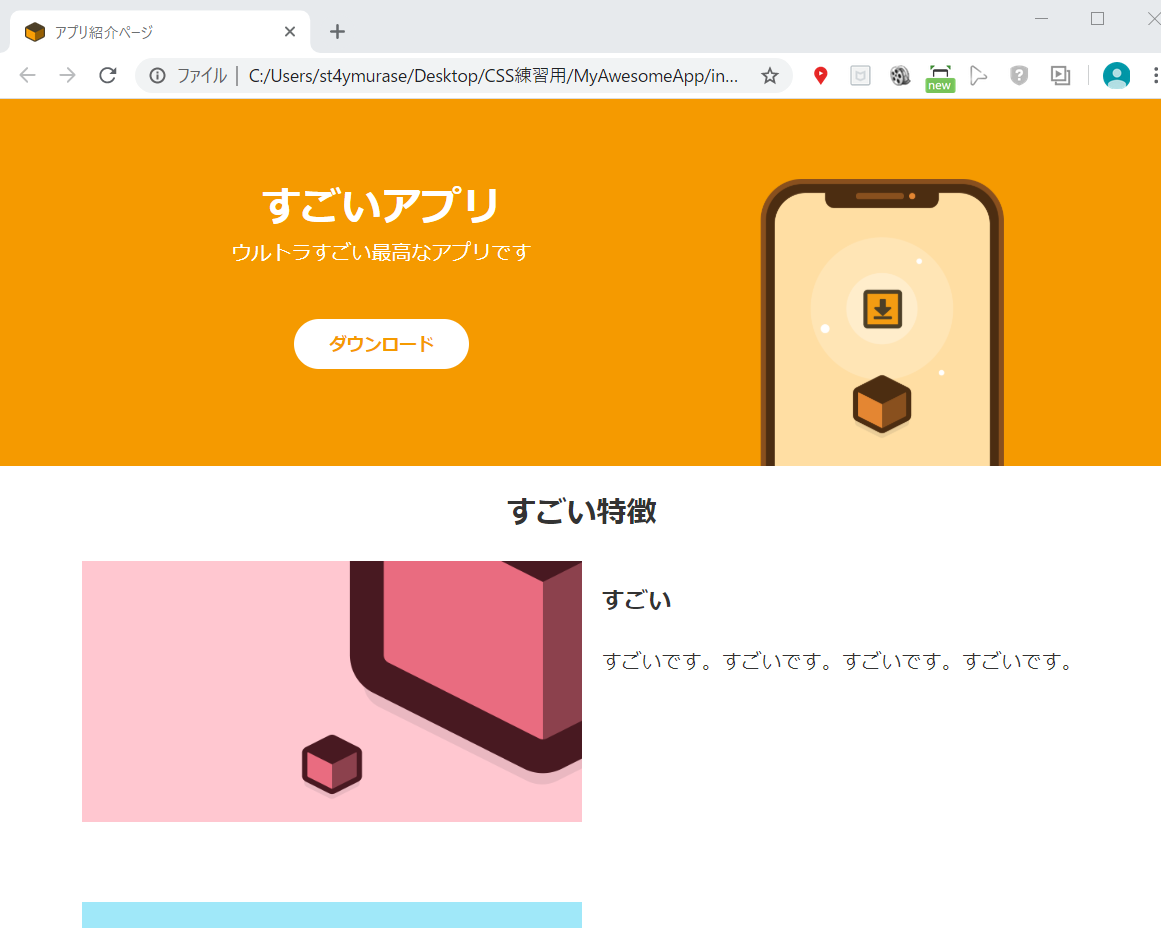 アプリ紹介ページ
ファイル | C:/Users/st4ymurase/Desktop/CSS練習用/MyAwesomeApp/in...
new
すごいアプリ
ウルトラすごい最高なアプリです
ダウンロード
すごい特徴
すごい
すごいです。すごいです。すごいです。すごいです。